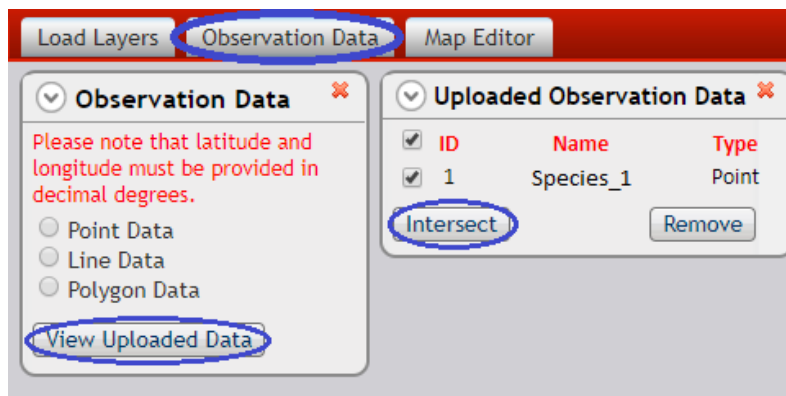 Load Layers Observation Data Map Editor
Observation Data
Please note that latitude and
longitude must be provided in
decimal degrees.
Point Data
Line Data
Polygon Data
View Uploaded Data
Uploaded Observation Data
ID Name Type
1 Species_1 Point
Intersect Remove